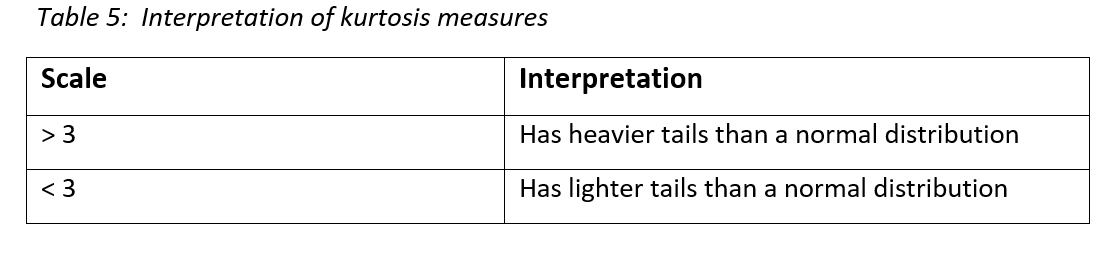 Table 5:  Interpretation of kurtosis measures
Scale
Interpretation
> 3
Has heavier tails than a normal distribution
< 3
Has lighter tails than a normal distribution